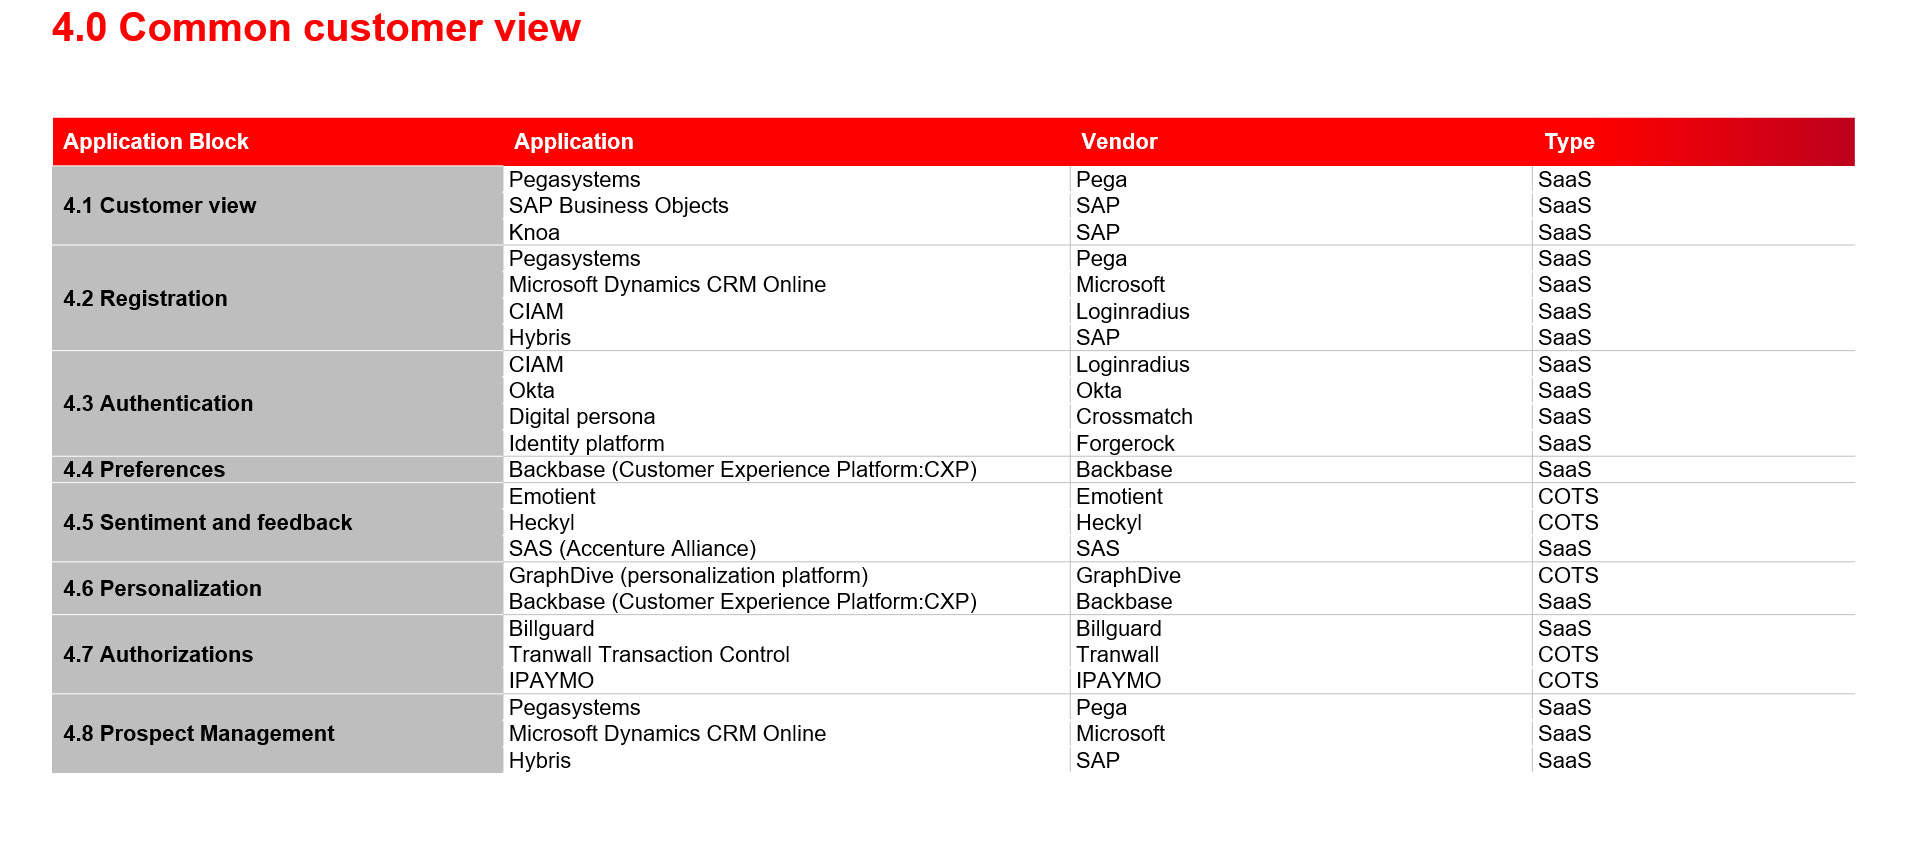 4.0 Common customer view
Application Block Application Vendor Type
4.1 Customer view
Pegasystems Pega SaaS
SAP Business Objects SAP SaaS
Knoa SAP SaaS
4.2 Registration
Pegasystems Pega SaaS
Microsoft Dynamics CRM Online Microsoft SaaS
CIAM Loginradius SaaS
Hybris SAP SaaS
4.3 Authentication
CIAM Loginradius SaaS
Okta Okta SaaS
Digital persona Crossmatch SaaS
Identity platform Forgerock SaaS
4.4 Preferences Backbase (Customer Experience Platform:CXP) Backbase SaaS
4.5 Sentiment and feedback
Emotient Emotient COTS
Heckyl Heckyl COTS
SAS (Accenture Alliance) SAS SaaS
4.6 Personalization
GraphDive (personalization platform) GraphDive COTS
Backbase (Customer Experience Platform:CXP) Backbase SaaS
4.7 Authorizations
Billguard Billguard SaaS
Tranwall Transaction Control Tranwall COTS
IPAYMO IPAYMO COTS
4.8 Prospect Management
Pegasystems Pega SaaS
Microsoft Dynamics CRM Online Microsoft SaaS
Hybris SAP SaaS